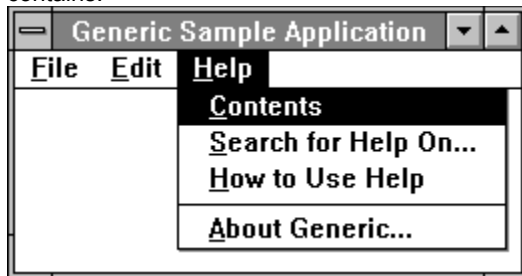 Generic Sample Application
File Edit Help
Contents
Search for Help On...
How to Use Help
About Generic...